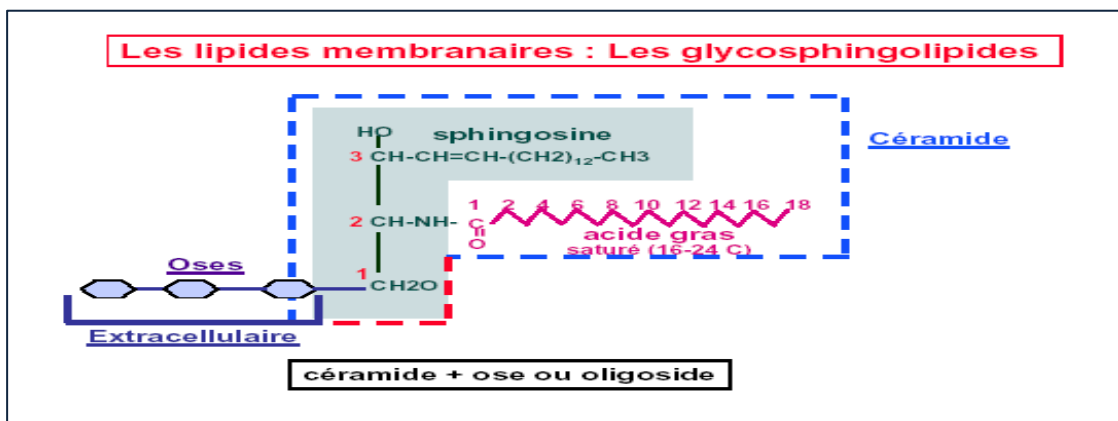 Les lipides membranaires : Les glycosphingolipides
HO sphingosine
3 CH-CH=CH-(CH2)12-CH3
Céramide
1 2 4 6 8 10 12 14 16 18
2 CH-NH-C
O
acide gras
saturé (16-24 C)
Oses
1
CH2O
Extracellulaire
céramide + ose ou oligoside